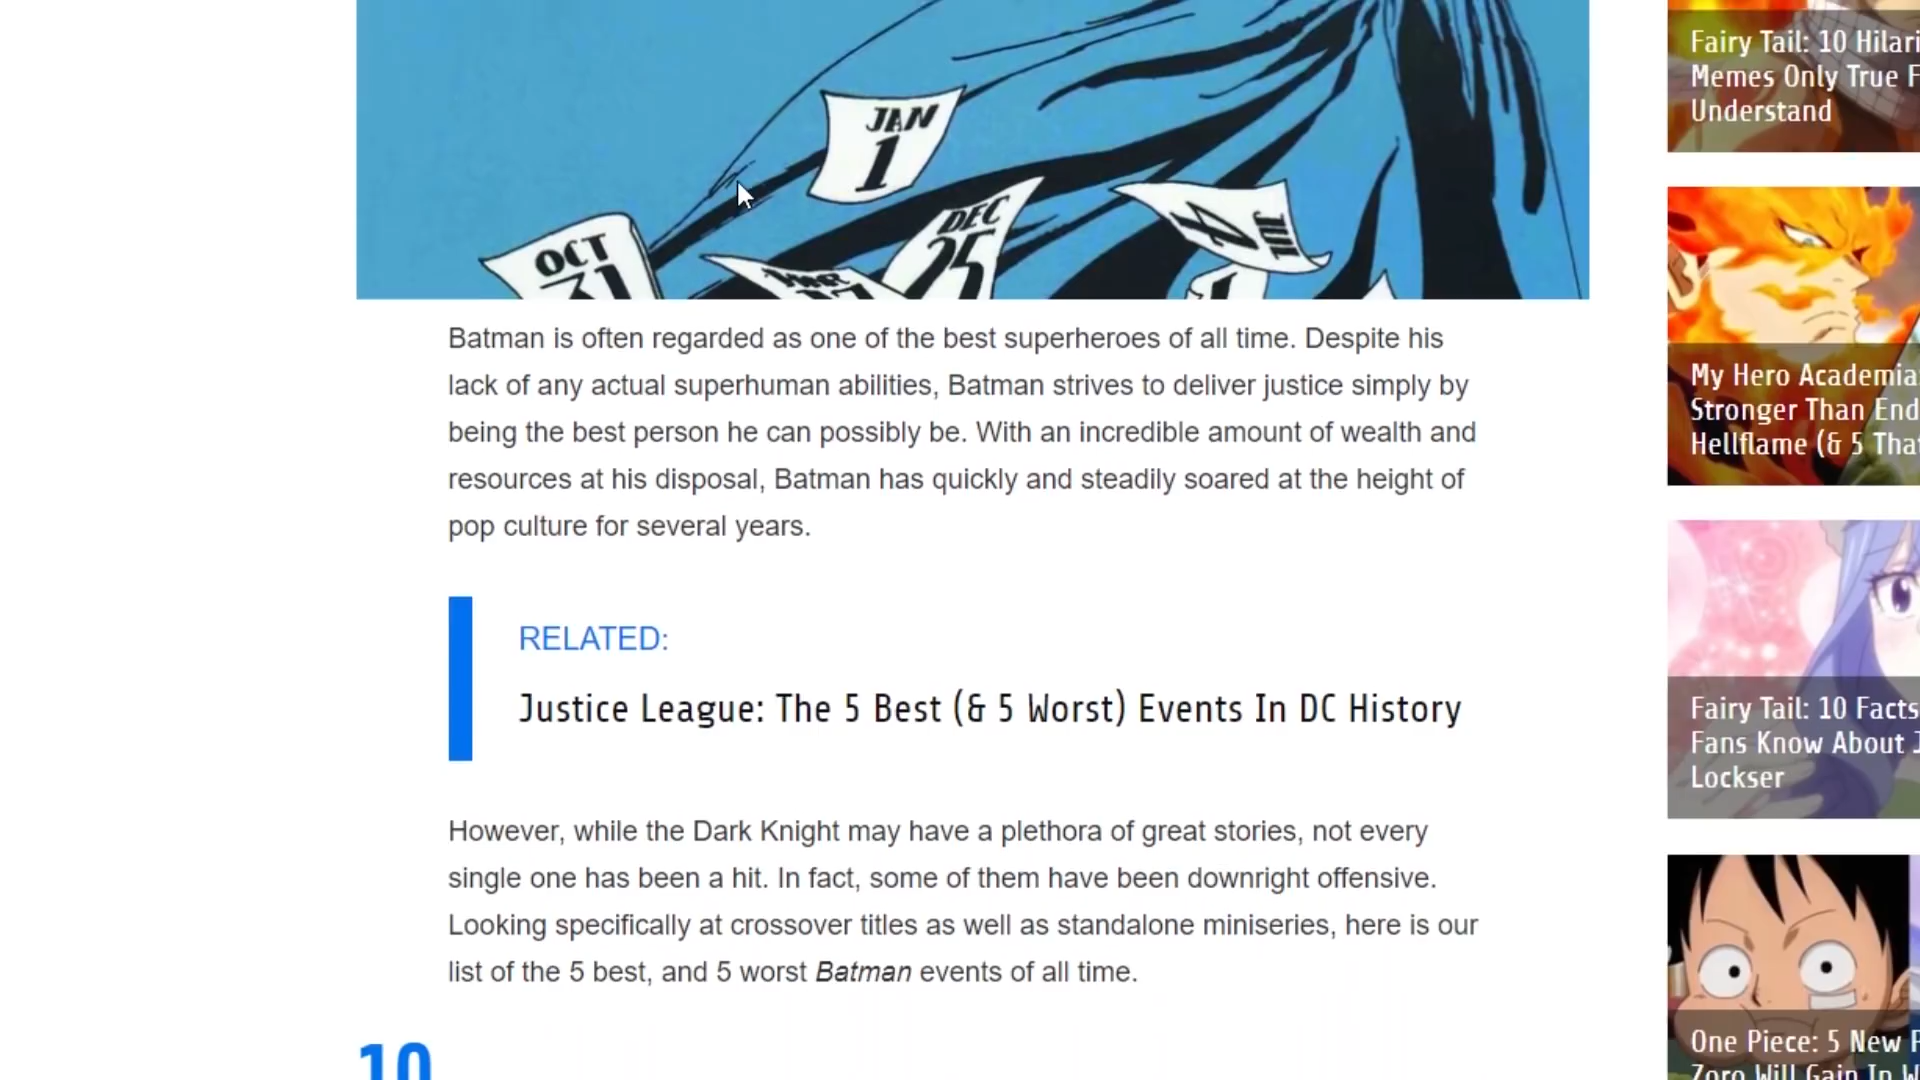 JAN
1
OCT
31
DEC
25
JUL
4
Batman is often regarded as one of the best superheroes of all time. Despite his
lack of any actual superhuman abilities, Batman strives to deliver justice simply by
being the best person he can possibly be. With an incredible amount of wealth and
resources at his disposal, Batman has quickly and steadily soared at the height of
pop culture for several years.
RELATED:
Justice League: The 5 Best (& 5 Worst) Events In DC History
However, while the Dark Knight may have a plethora of great stories, not every
single one has been a hit. In fact, some of them have been downright offensive.
Looking specifically at crossover titles as well as standalone miniseries, here is our
list of the 5 best, and 5 worst Batman events of all time.
10
Fairy Tail: 10 Hilari
Memes Only True F
Understand
My Hero Academia:
Stronger Than End
Hellflame (& 5 Tha
Fairy Tail: 10 Facts
Fans Know About J
Lockser
One Piece: 5 New P
Zoro Will Gain In W